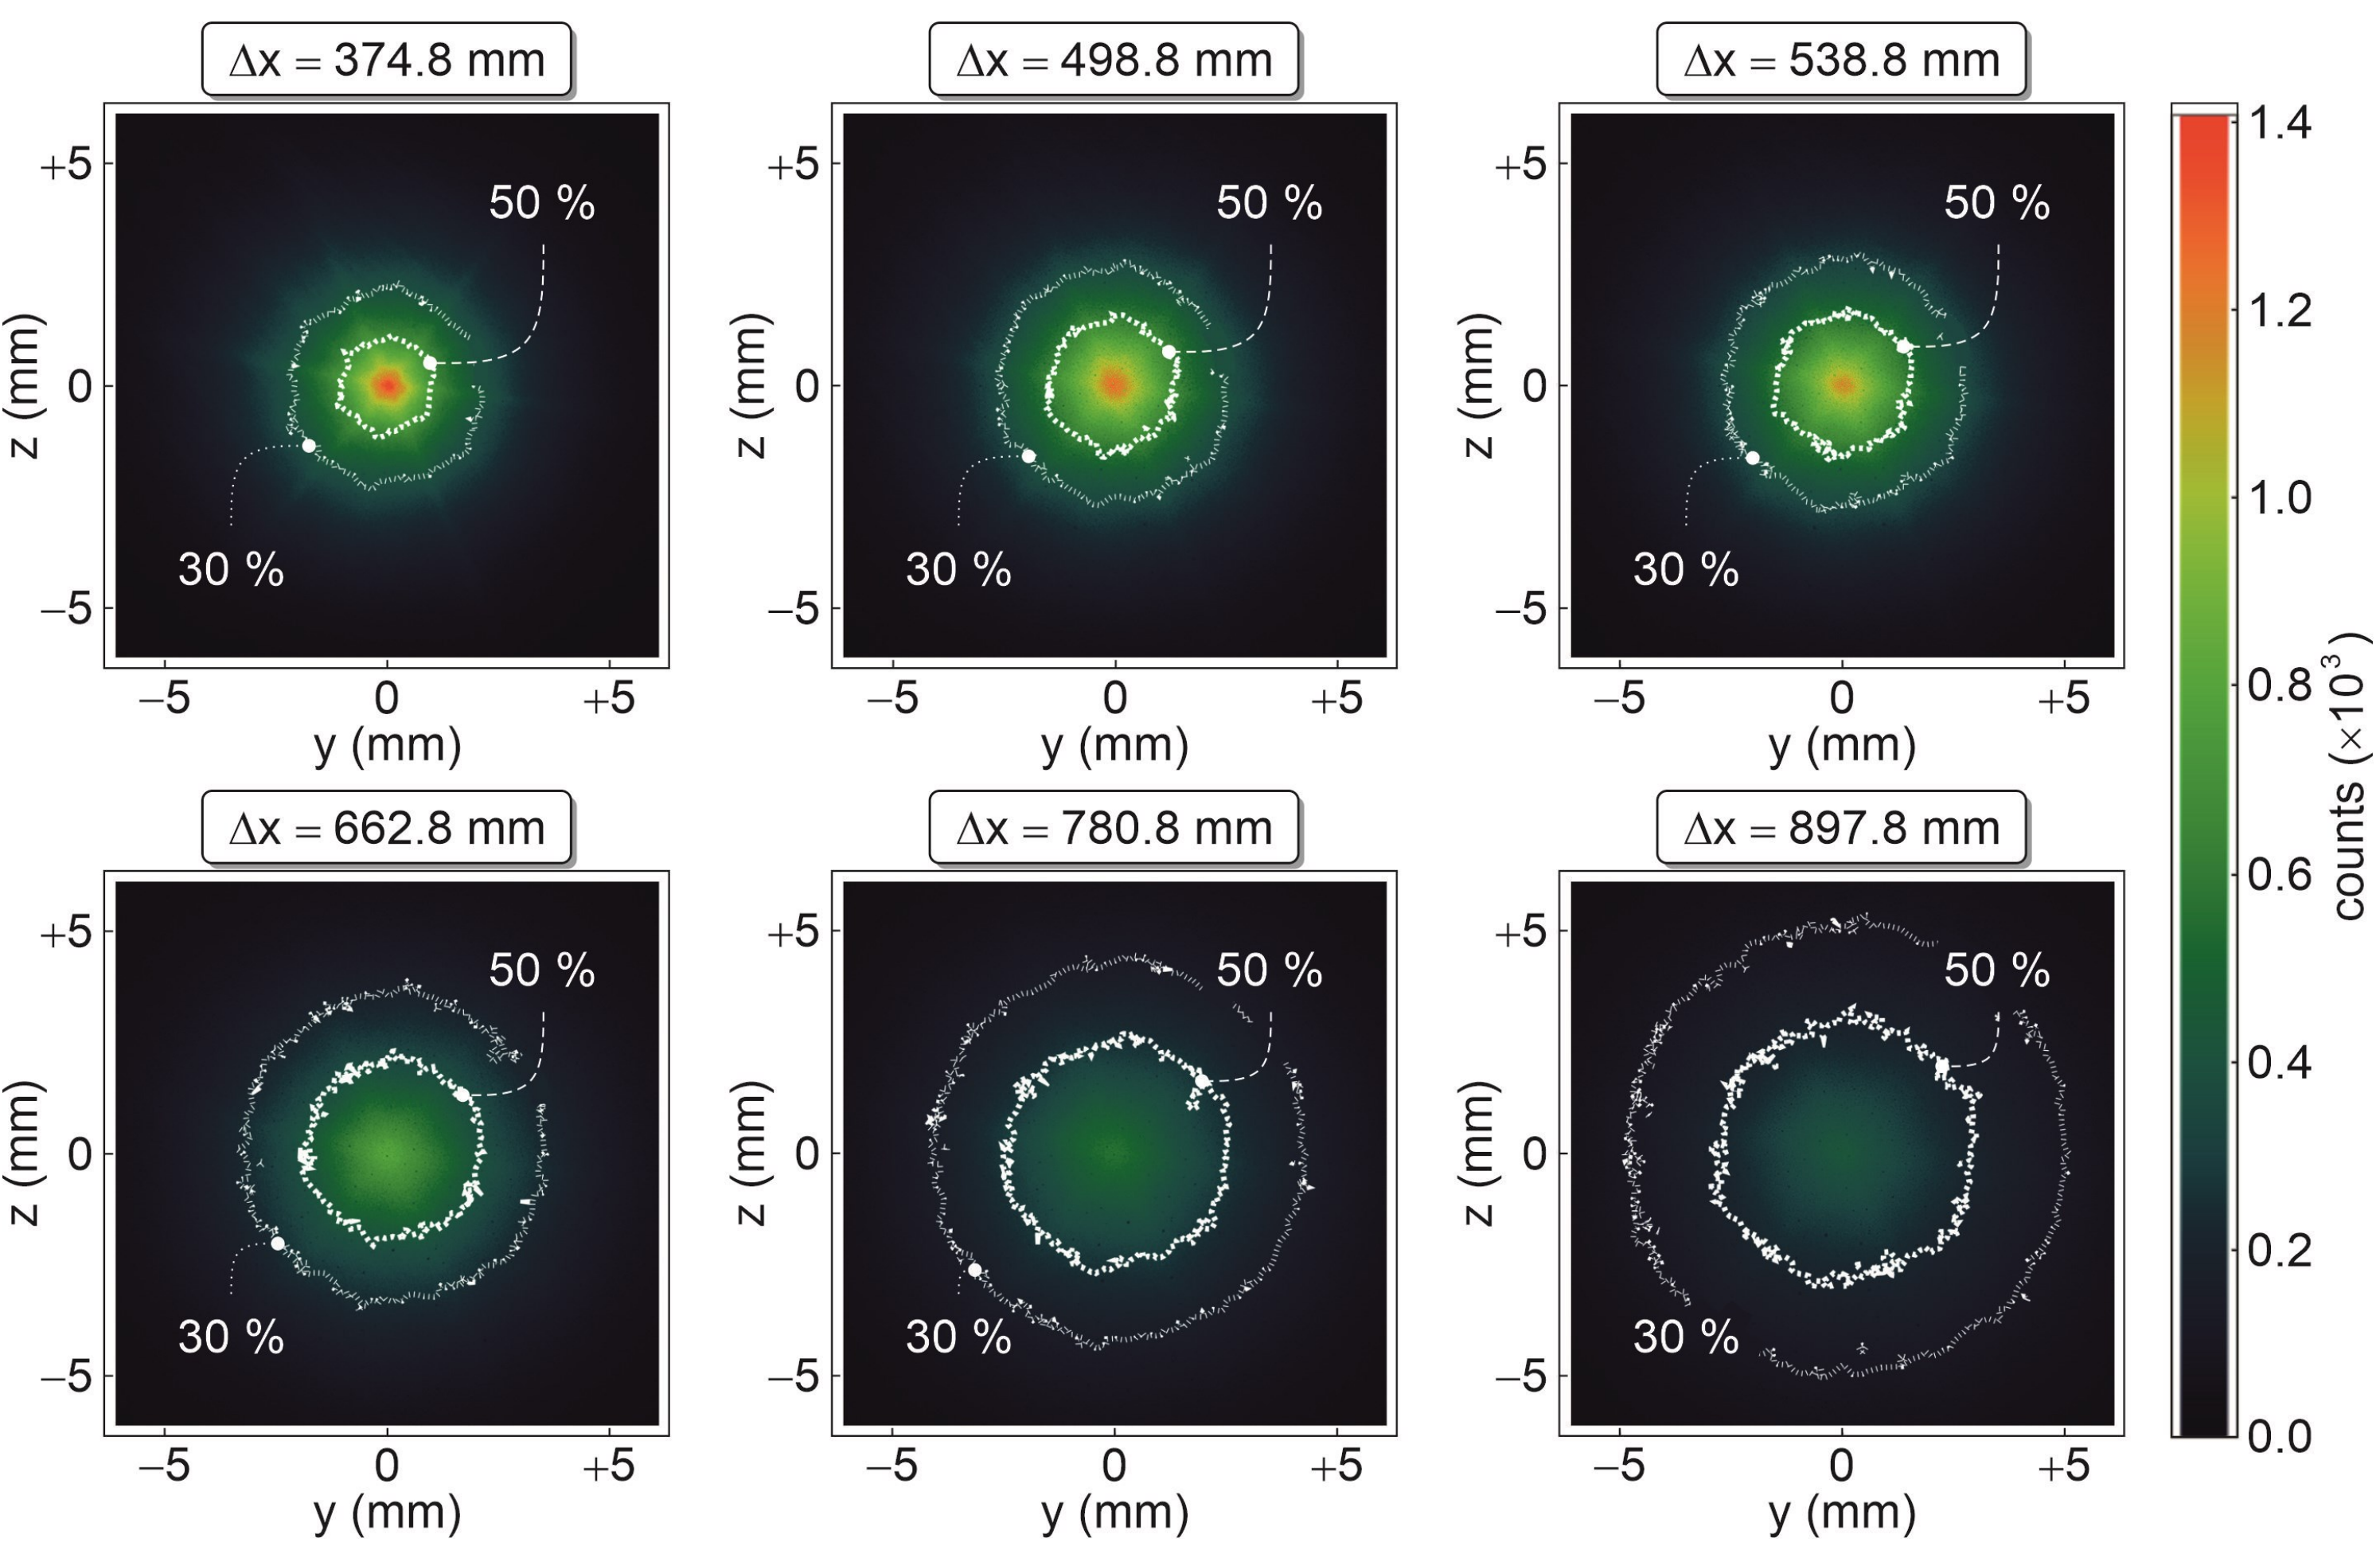 Δx = 374.8 mm
Δx = 498.8 mm
Δx = 538.8 mm
+5
0
−5
z (mm)
50 %
30 %
−5
0
+5
y (mm)
+5
0
−5
z (mm)
50 %
30 %
−5
0
+5
y (mm)
+5
0
−5
z (mm)
50 %
30 %
−5
0
+5
y (mm)
Δx = 662.8 mm
Δx = 780.8 mm
Δx = 897.8 mm
+5
0
−5
z (mm)
50 %
30 %
−5
0
+5
y (mm)
+5
0
−5
z (mm)
50 %
30 %
−5
0
+5
y (mm)
+5
0
−5
z (mm)
50 %
30 %
−5
0
+5
y (mm)
1.4
1.2
1.0
0.8
0.6
0.4
0.2
0.0
counts (×10³)